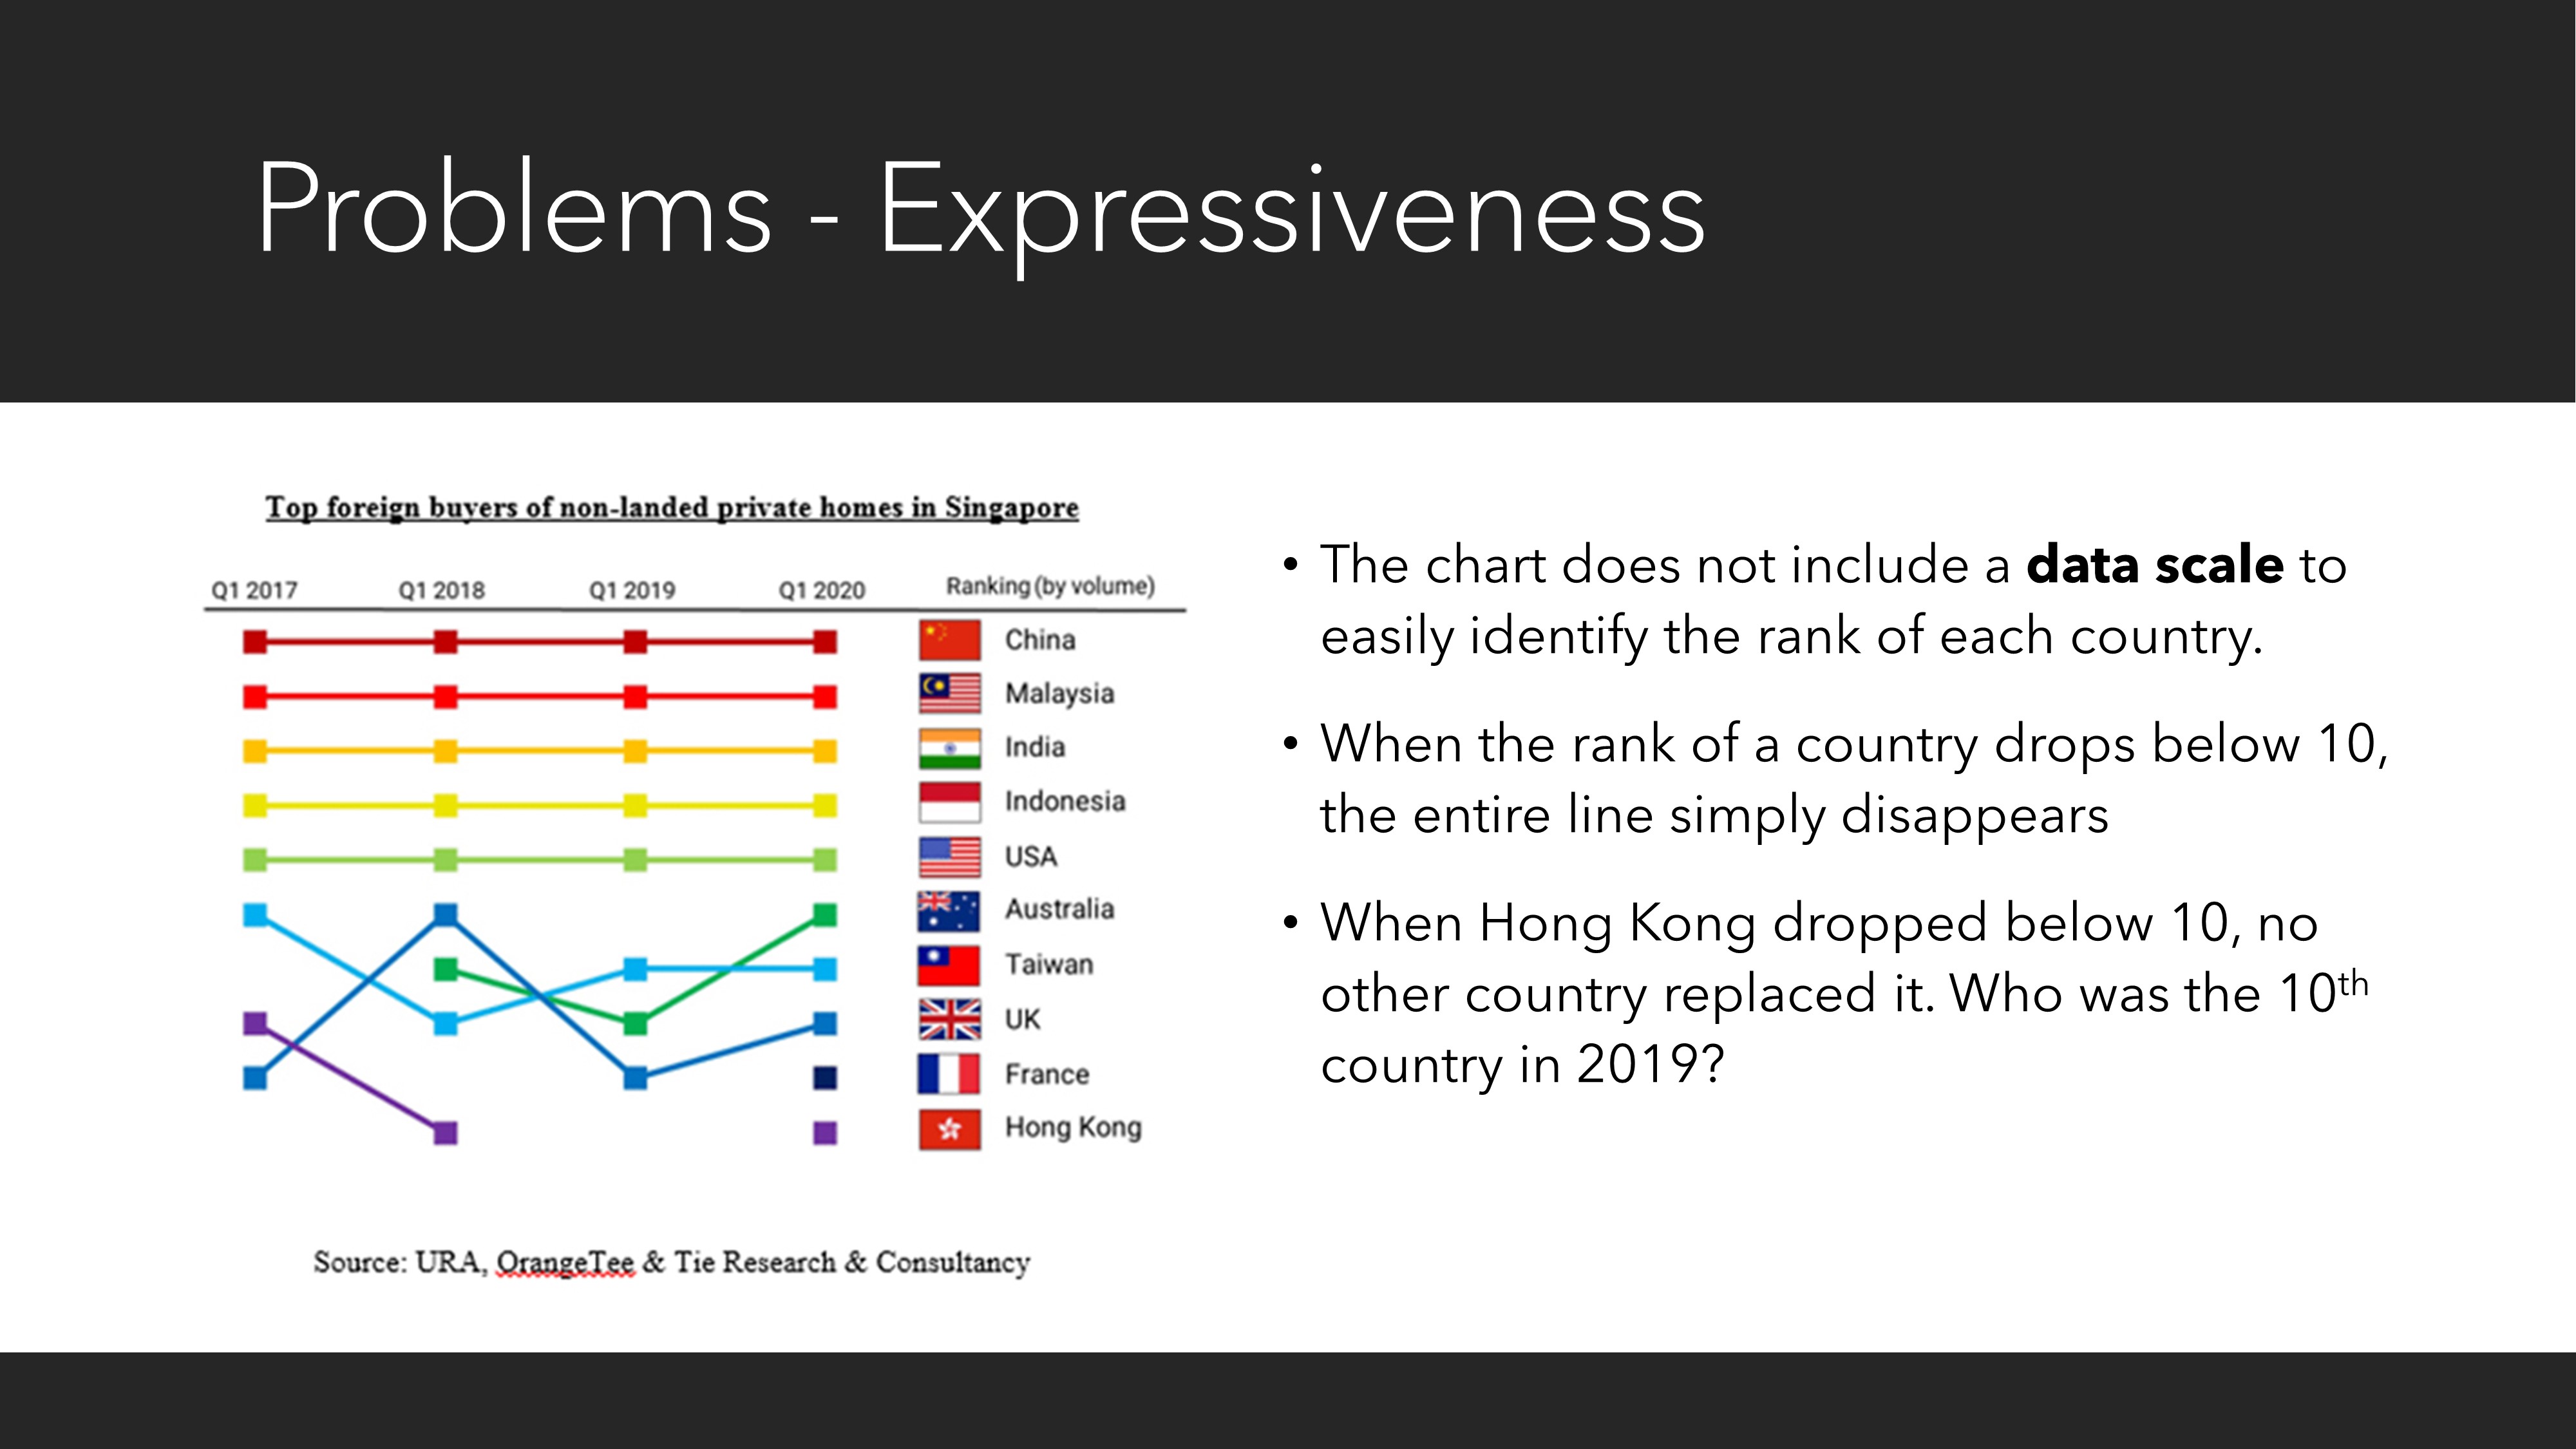 Problems - Expressiveness
Top foreign buyers of non-landed private homes in Singapore
Q1 2017 Q1 2018 Q1 2019 Q1 2020 Ranking (by volume)
China
Malaysia
India
Indonesia
USA
Australia
Taiwan
UK
France
Hong Kong
Source: URA, OrangeTee & Tie Research & Consultancy
• The chart does not include a data scale to
easily identify the rank of each country.
• When the rank of a country drops below 10,
the entire line simply disappears
• When Hong Kong dropped below 10, no
other country replaced it. Who was the 10th
country in 2019?